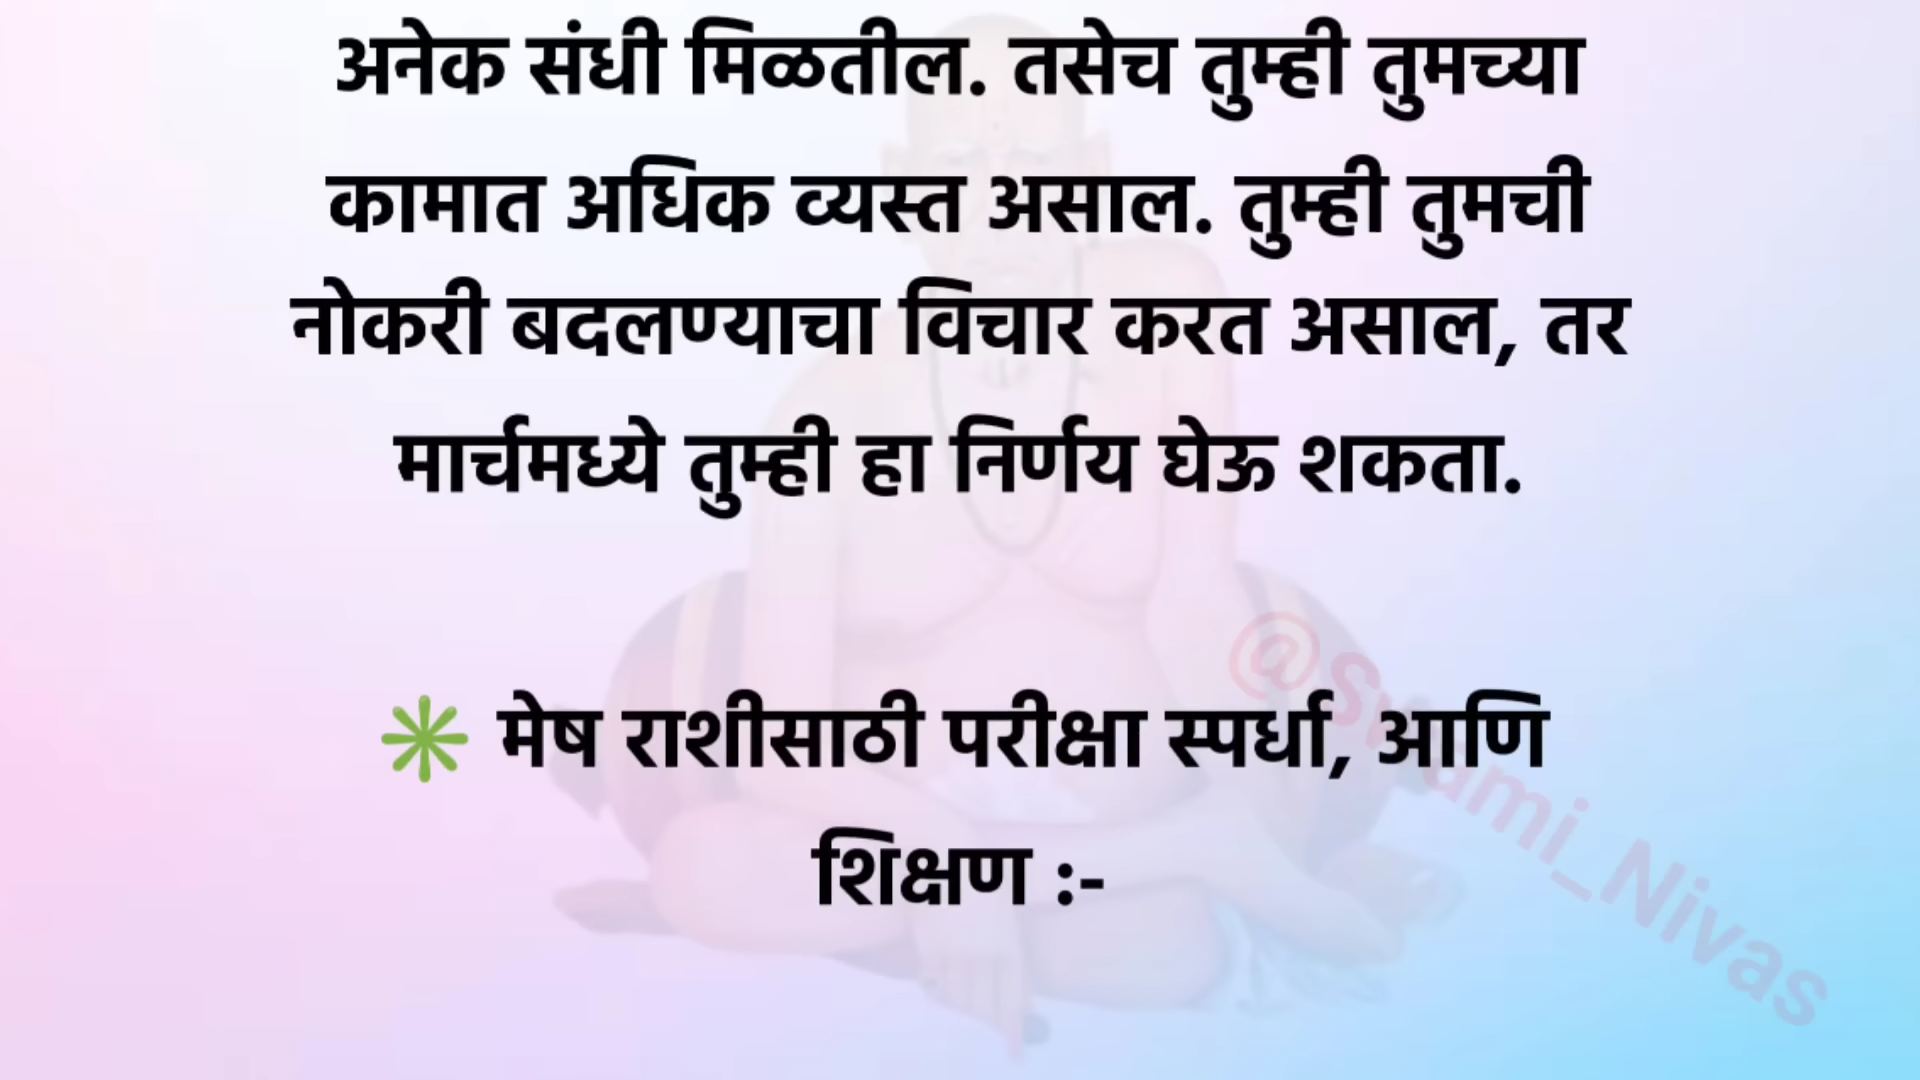 अनेक संधी मिळतील. तसेच तुम्ही तुमच्या
कामात अधिक व्यस्त असाल. तुम्ही तुमची
नोकरी बदलण्याचा विचार करत असाल, तर
मार्चमध्ये तुम्ही हा निर्णय घेऊ शकता.
✳️ मेष राशीसाठी परीक्षा स्पर्धा, आणि
शिक्षण :-
@Swami_Nivas